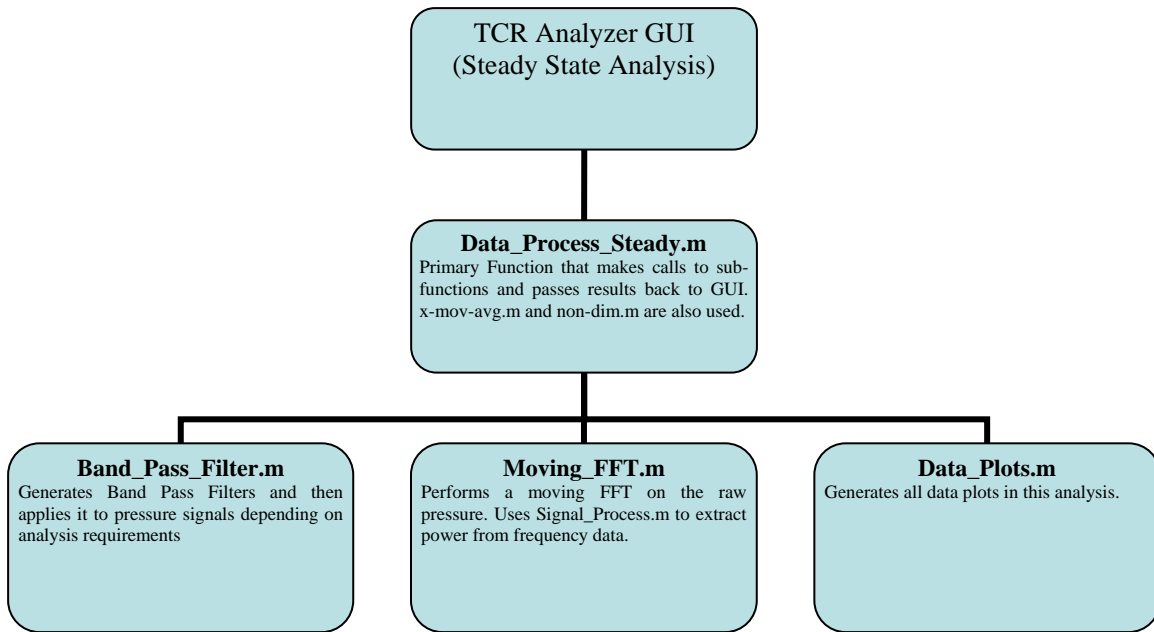 TCR Analyzer GUI
(Steady State Analysis)
Data_Process_Steady.m
Primary Function that makes calls to sub-
functions and passes results back to GUI.
x-mov-avg.m and non-dim.m are also used.
Band_Pass_Filter.m
Generates Band Pass Filters and then
applies it to pressure signals depending on
analysis requirements
Moving_FFT.m
Performs a moving FFT on the raw
pressure. Uses Signal_Process.m to extract
power from frequency data.
Data_Plots.m
Generates all data plots in this analysis.